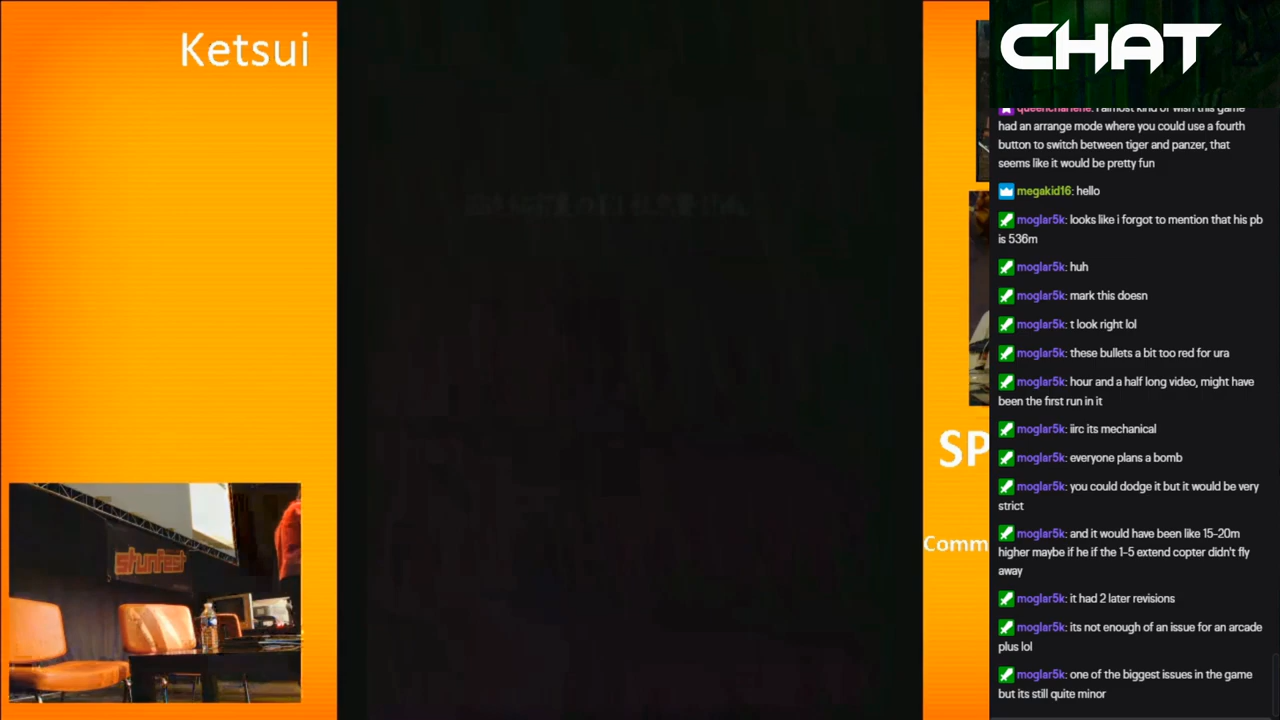 Ketsui
CHAT
queencharlene: i almost kind of wish this game
had an arrange mode where you could use a fourth
button to switch between tiger and panzer, that
seems like it would be pretty fun
megakid16: hello
moglar5k: looks like i forgot to mention that his pb
is 536m
moglar5k: huh
moglar5k: mark this doesn
moglar5k: t look right lol
moglar5k: these bullets a bit too red for ura
moglar5k: hour and a half long video, might have
been the first run in it
moglar5k: iirc its mechanical
moglar5k: everyone plans a bomb
moglar5k: you could dodge it but it would be very
strict
moglar5k: and it would have been like 15-20m
higher maybe if he if the 1-5 extend copter didn't fly
away
moglar5k: it had 2 later revisions
moglar5k: its not enough of an issue for an arcade
plus lol
moglar5k: one of the biggest issues in the game
but its still quite minor
SP
Comm
stunfest